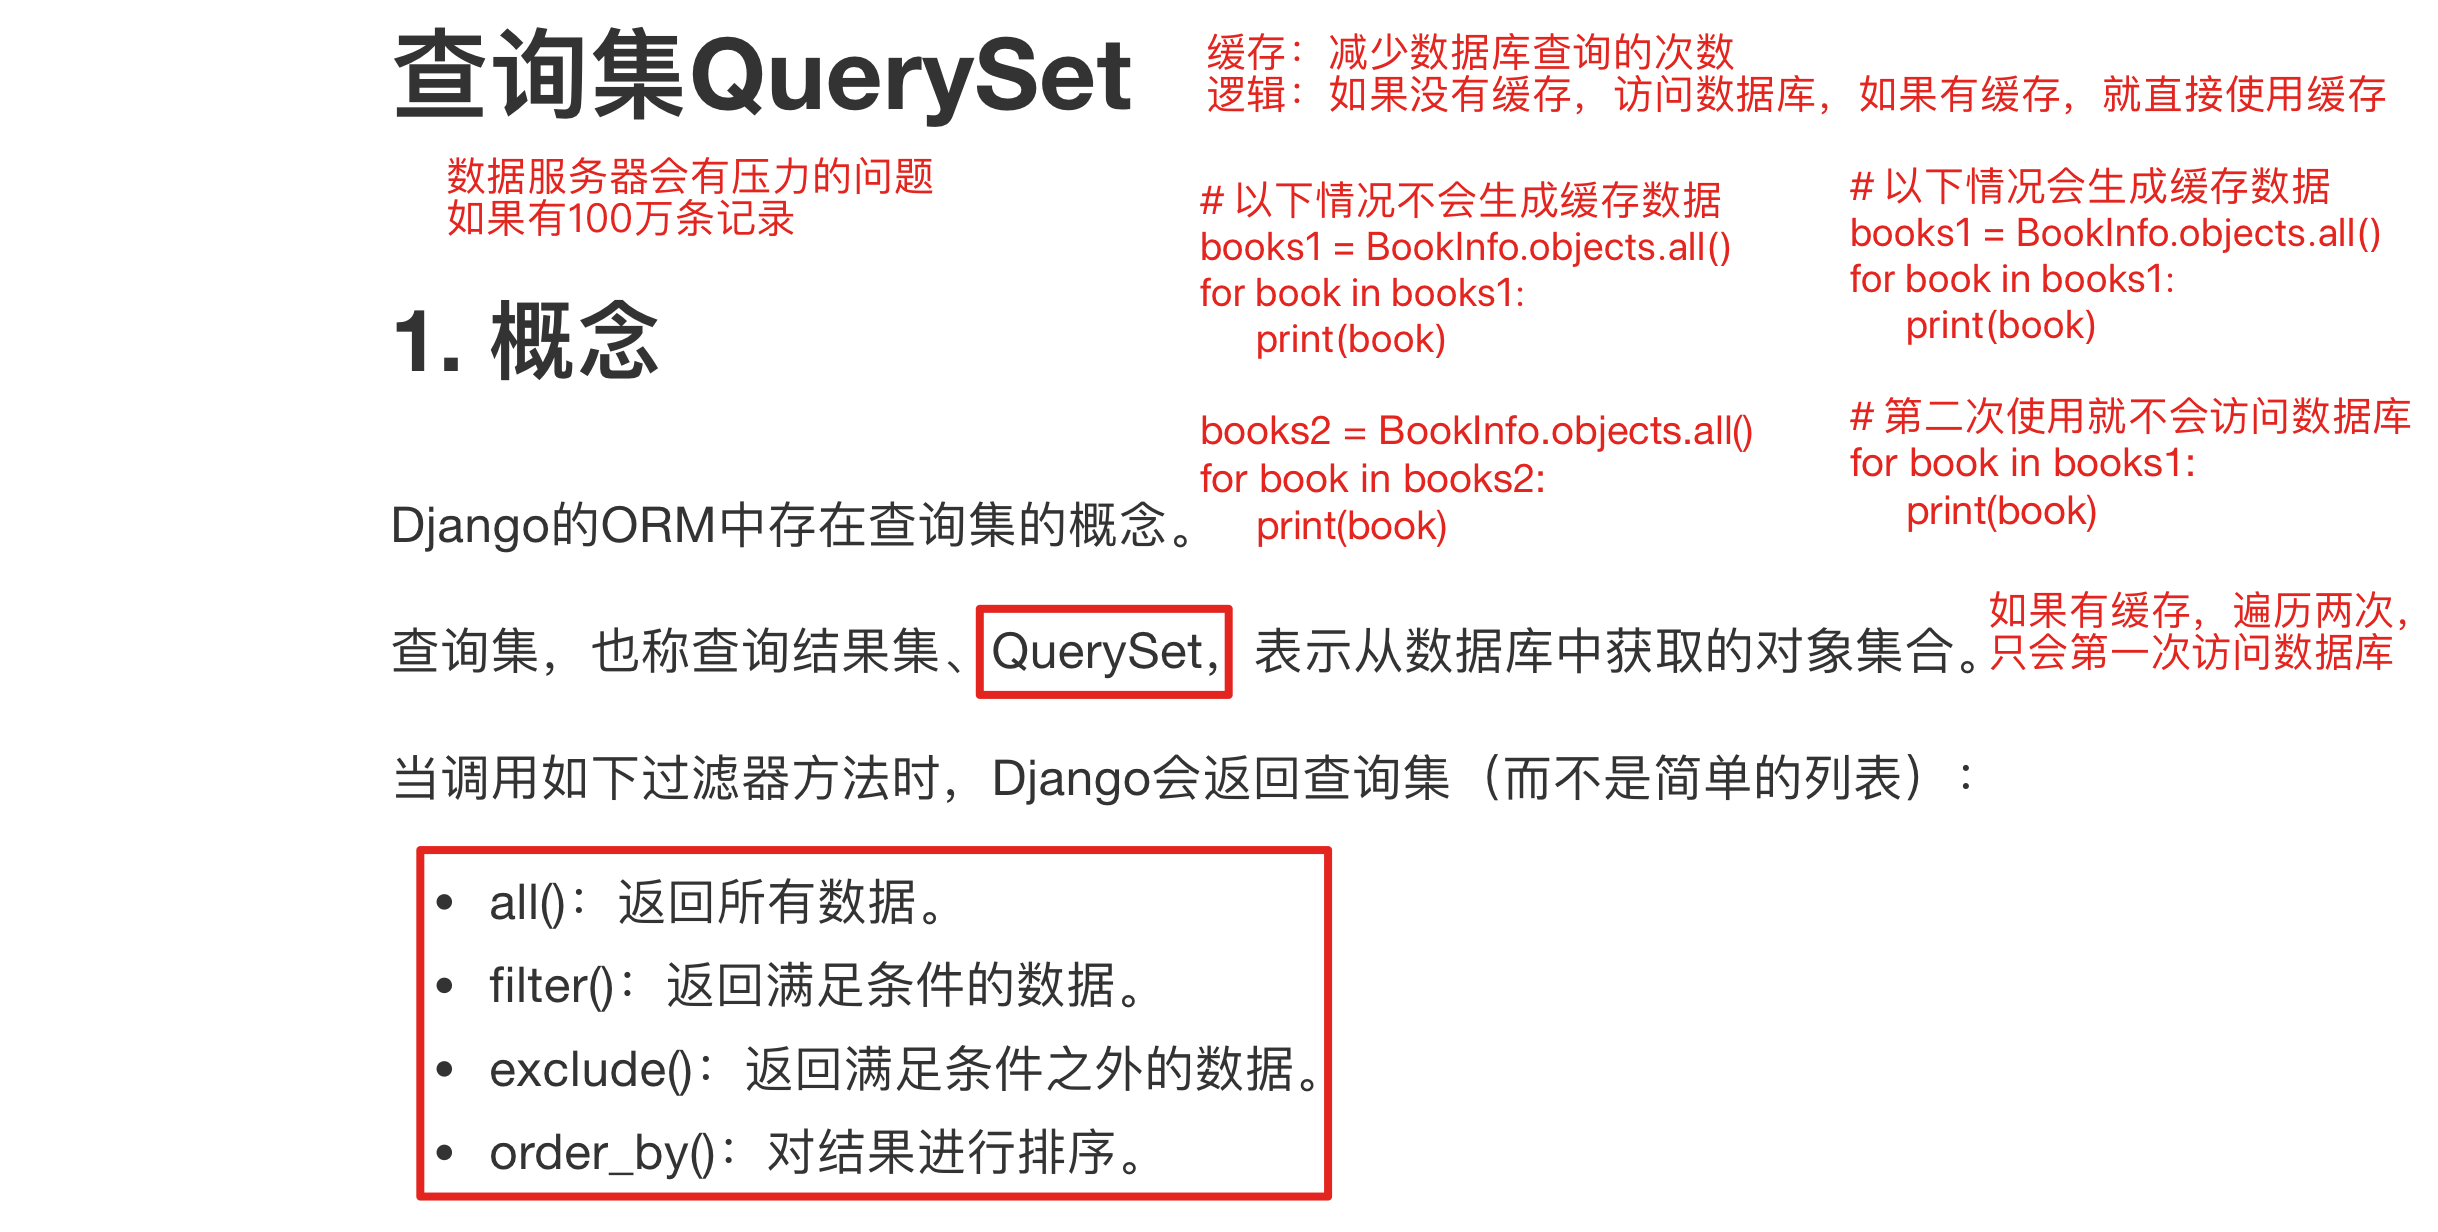 查询集QuerySet
缓存：减少数据库查询的次数
逻辑：如果没有缓存，访问数据库，如果有缓存，就直接使用缓存
数据服务器会有压力的问题
如果有100万条记录
# 以下情况不会生成缓存数据
books1 = BookInfo.objects.all()
for book in books1:
print(book)
books2 = BookInfo.objects.all()
for book in books2:
print(book)
# 以下情况会生成缓存数据
books1 = BookInfo.objects.all()
for book in books1:
print(book)
# 第二次使用就不会访问数据库
for book in books1:
print(book)
1. 概念
Django的ORM中存在查询集的概念。
查询集，也称查询结果集、QuerySet，表示从数据库中获取的对象集合。
如果有缓存，遍历两次，
只会第一次访问数据库
当调用如下过滤器方法时，Django会返回查询集（而不是简单的列表）：
• all()：返回所有数据。
• filter()：返回满足条件的数据。
• exclude()：返回满足条件之外的数据。
• order_by()：对结果进行排序。